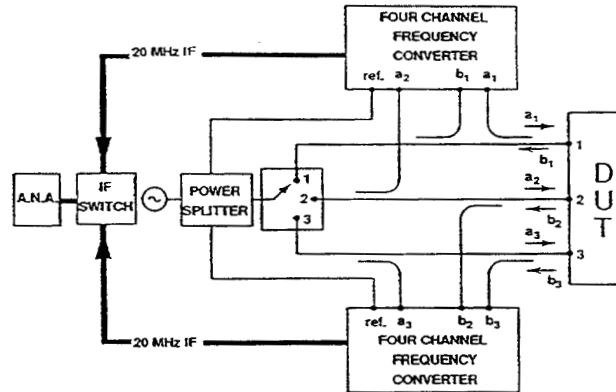 FOUR CHANNEL
FREQUENCY
CONVERTER
ref. a2 b1 a1
20 MHz IF
a1
1
b1
D
U
T
A.N.A.
IF
SWITCH
POWER
SPLITTER
1
2
3
a2
2
b2
a3
3
b3
ref. a3 b2 b3
20 MHz IF
FOUR CHANNEL
FREQUENCY
CONVERTER